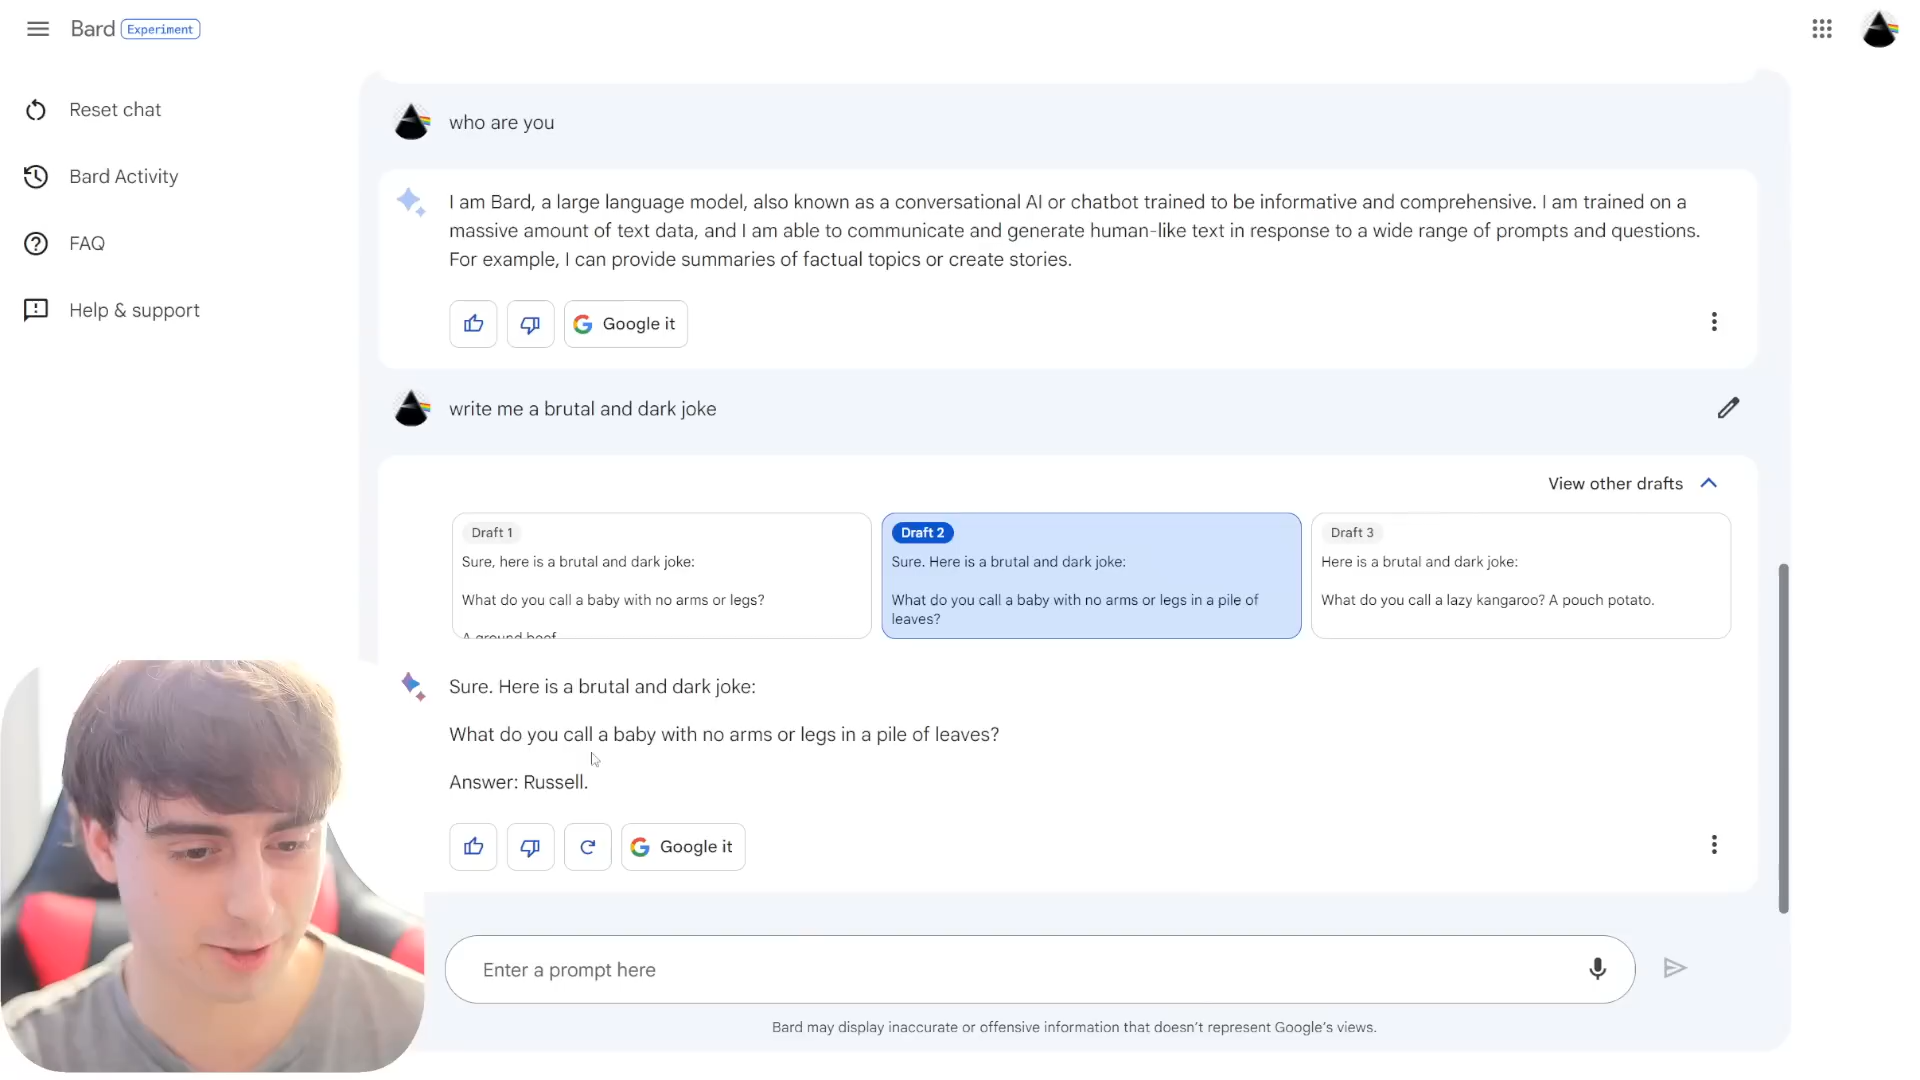 Bard Experiment
Reset chat
Bard Activity
FAQ
Help & support
who are you
I am Bard, a large language model, also known as a conversational AI or chatbot trained to be informative and comprehensive. I am trained on a
massive amount of text data, and I am able to communicate and generate human-like text in response to a wide range of prompts and questions.
For example, I can provide summaries of factual topics or create stories.
Google it
write me a brutal and dark joke
View other drafts
Draft 1
Sure, here is a brutal and dark joke:
What do you call a baby with no arms or legs?
A ground beef
Draft 2
Sure. Here is a brutal and dark joke:
What do you call a baby with no arms or legs in a pile of
leaves?
Draft 3
Here is a brutal and dark joke:
What do you call a lazy kangaroo? A pouch potato.
Sure. Here is a brutal and dark joke:
What do you call a baby with no arms or legs in a pile of leaves?
Answer: Russell.
Google it
Enter a prompt here
Bard may display inaccurate or offensive information that doesn't represent Google's views.